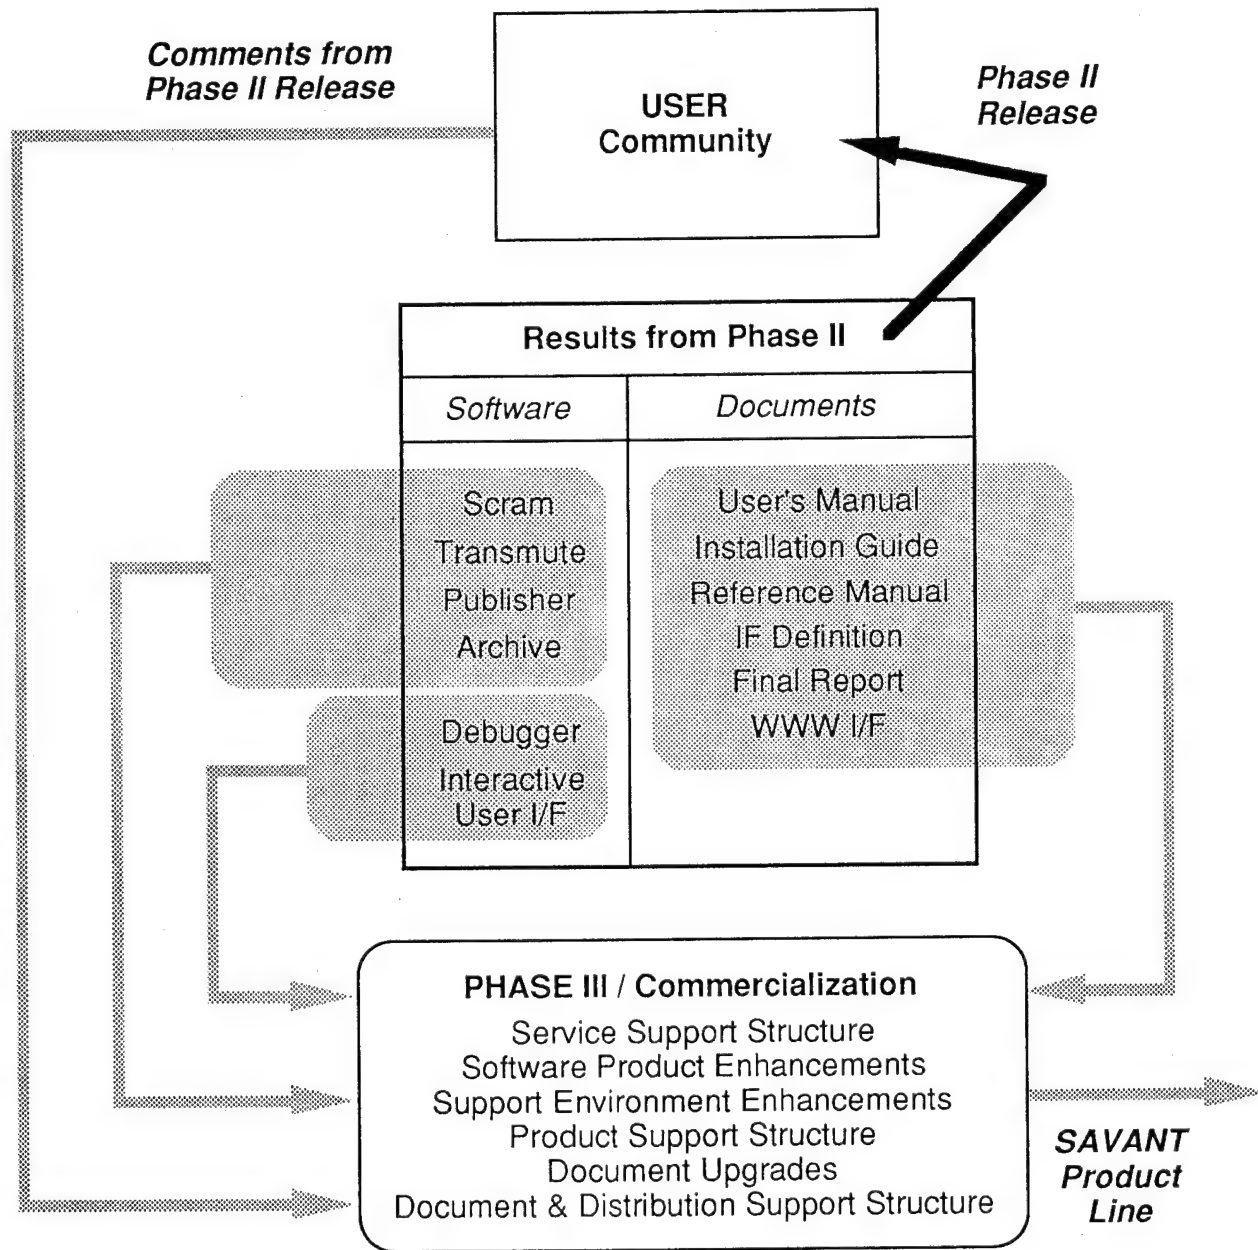 Comments from
Phase II Release
USER
Community
Phase II
Release
Results from Phase II
Software
Documents
Scram
Transmute
Publisher
Archive
Debugger
Interactive
User I/F
User's Manual
Installation Guide
Reference Manual
IF Definition
Final Report
WWW I/F
PHASE III / Commercialization
Service Support Structure
Software Product Enhancements
Support Environment Enhancements
Product Support Structure
Document Upgrades
Document & Distribution Support Structure
SAVANT
Product
Line